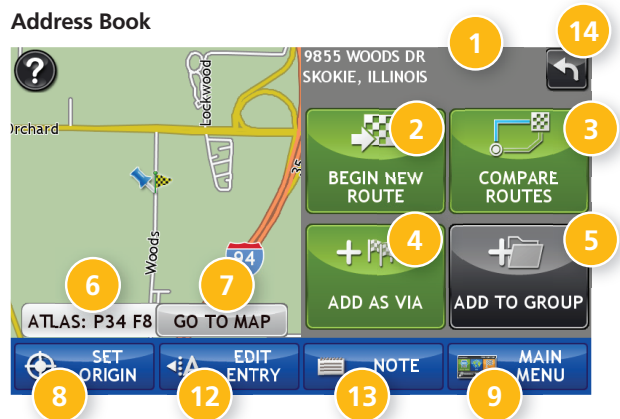 Address Book
1
14
9855 WOODS DR
SKOKIE, ILLINOIS
?
Lockwood
Orchard
2
3
BEGIN NEW
ROUTE
COMPARE
ROUTES
35
94
Woods
4
5
ADD AS VIA
ADD TO GROUP
6
7
ATLAS: P34 F8
GO TO MAP
SET
ORIGIN
EDIT
ENTRY
NOTE
MAIN
MENU
8
12
13
9